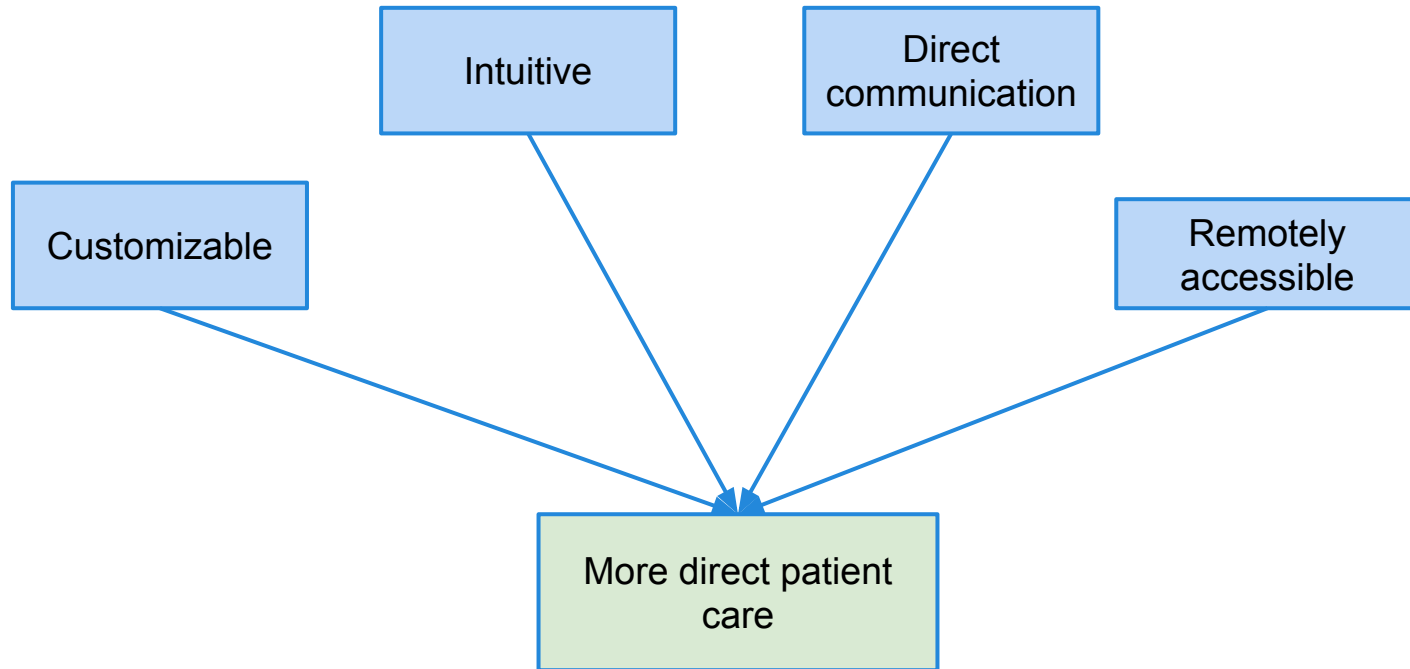 Intuitive
Direct
communication
Customizable
Remotely
accessible
More direct patient
care